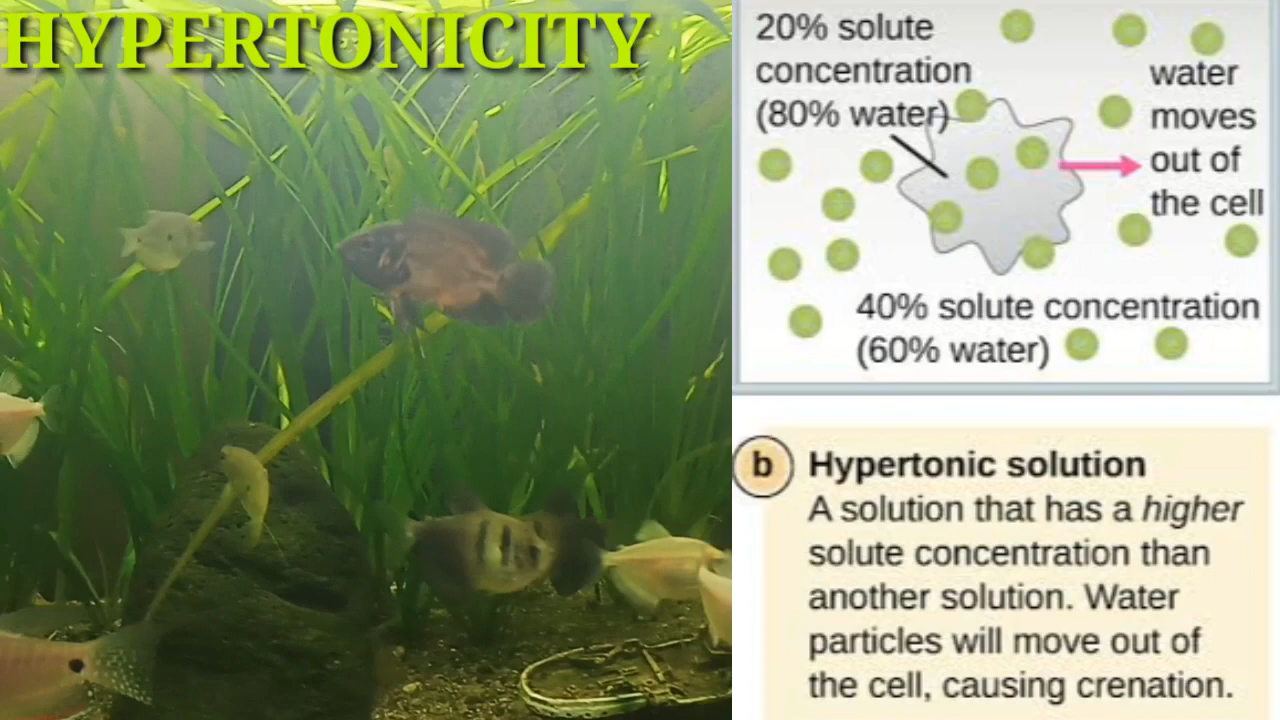 HYPERTONICITY
20% solute
concentration
(80% water)
water
moves
out of
the cell
40% solute concentration
(60% water)
b
Hypertonic solution
A solution that has a higher
solute concentration than
another solution. Water
particles will move out of
the cell, causing crenation.